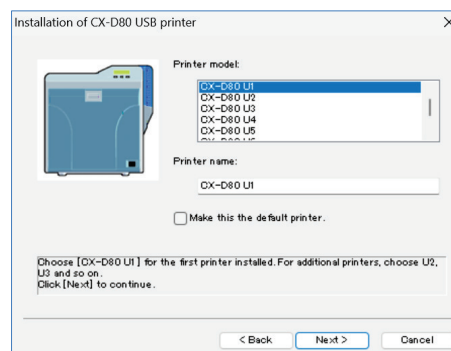 Installation of CX-D80 USB printer
Printer model:
CX-D80 U1
CX-D80 U2
CX-D80 U3
CX-D80 U4
CX-D80 U5
Printer name:
CX-D80 U1
Make this the default printer.
Choose [CX-D80 U1] for the first printer installed. For additional printers, choose U2,
U3 and so on.
Click [Next] to continue.
< Back
Next >
Cancel